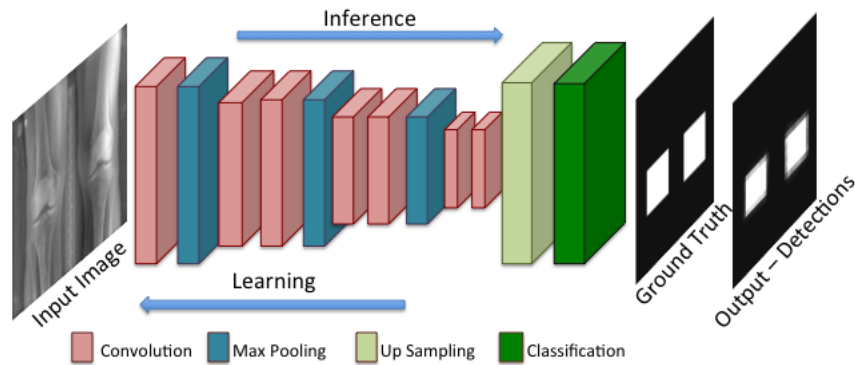 Inference
Input Image
Ground Truth
Output – Detections
Learning
Convolution
Max Pooling
Up Sampling
Classification